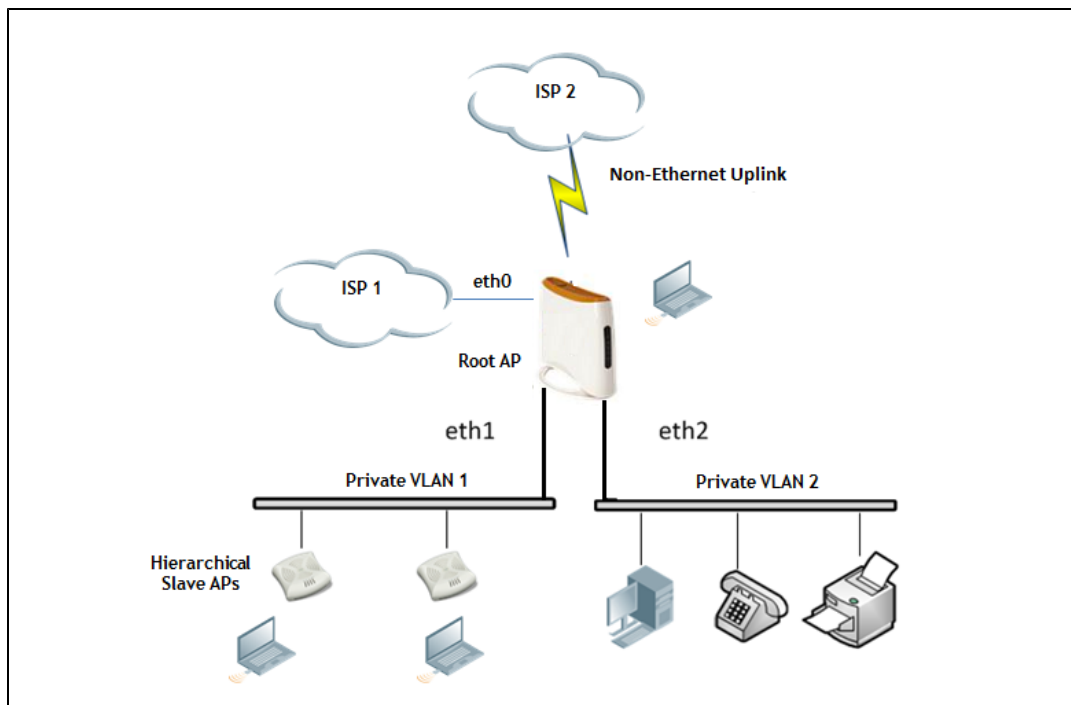 ISP 2
Non-Ethernet Uplink
ISP 1
eth0
Root AP
eth1
eth2
Private VLAN 1
Private VLAN 2
Hierarchical
Slave APs